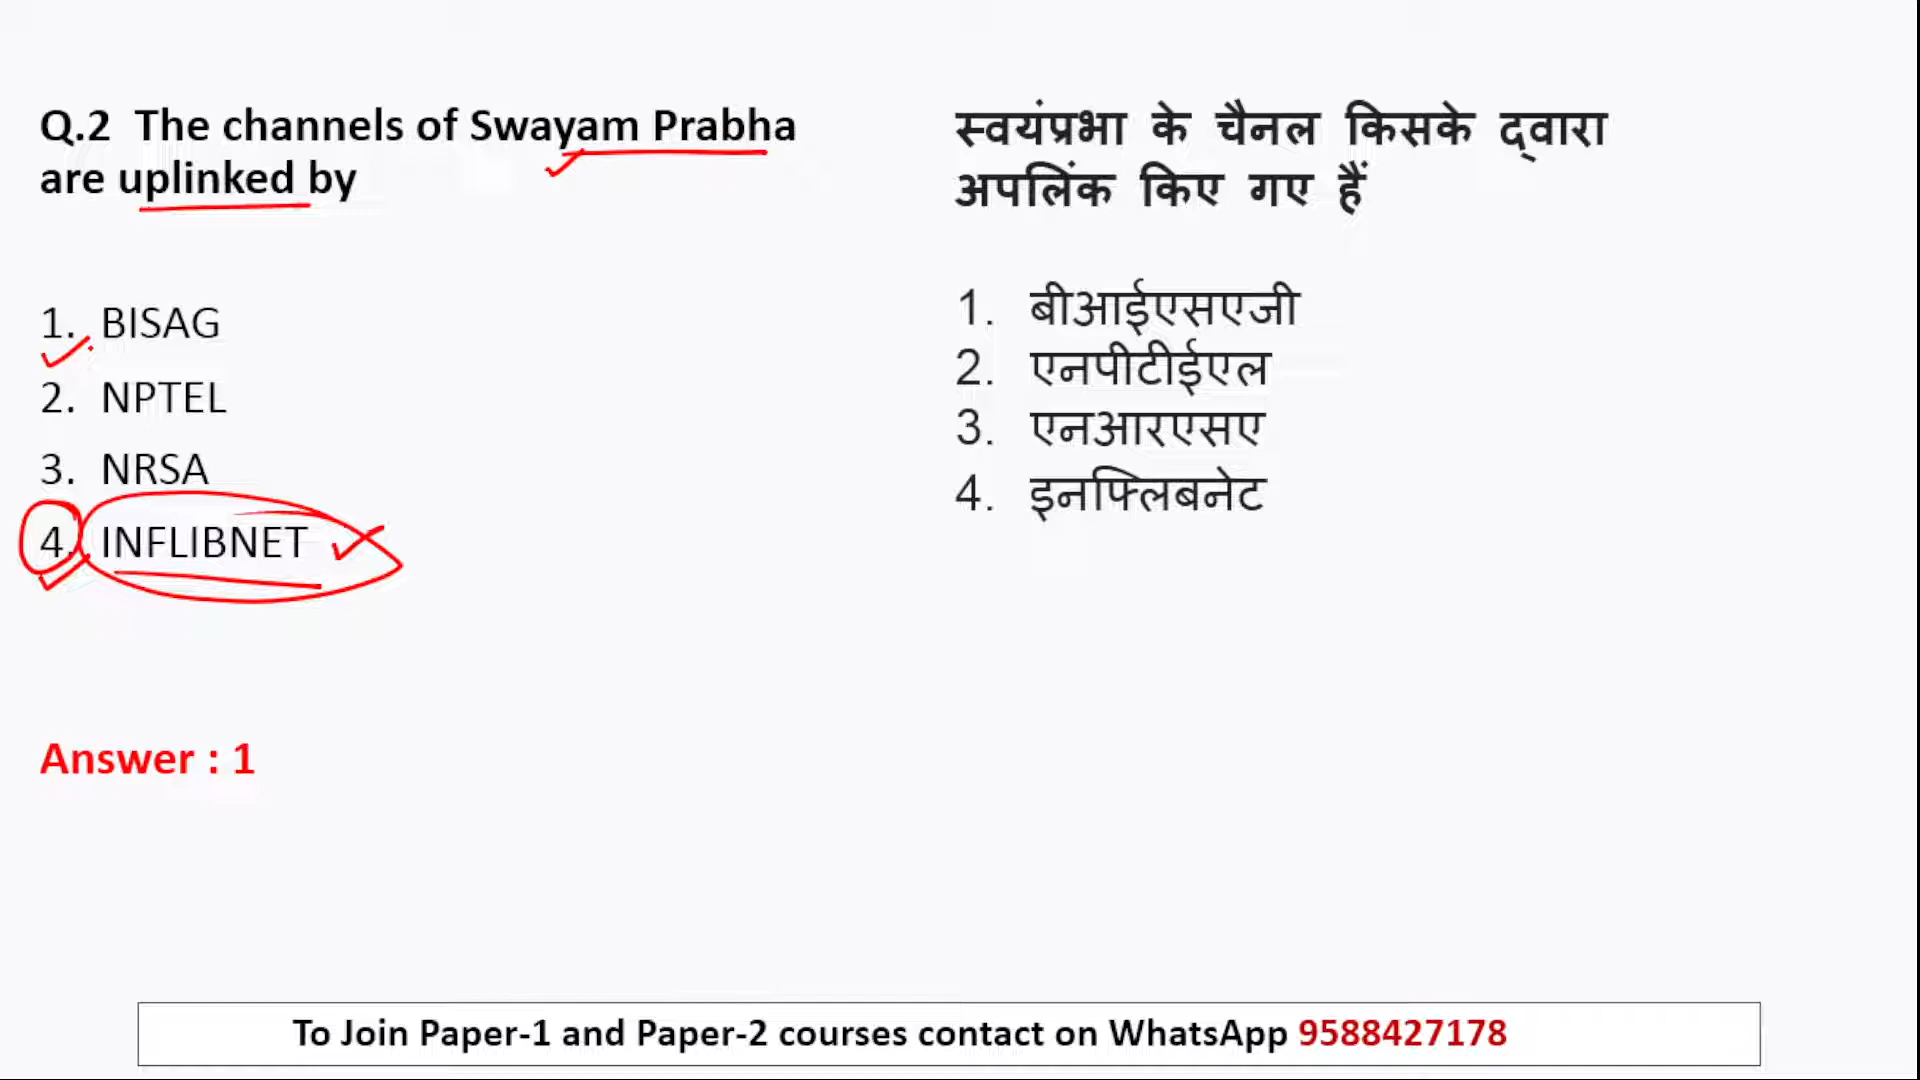 Q.2 The channels of Swayam Prabha
are uplinked by
1. BISAG
2. NPTEL
3. NRSA
4. INFLIBNET
Answer : 1
स्वयंप्रभा के चैनल किसके द्वारा
अपलिंक किए गए हैं
1. बीआईएसएजी
2. एनपीटीईएल
3. एनआरएसए
4. इनफ्लिबनेट
To Join Paper-1 and Paper-2 courses contact on WhatsApp 9588427178